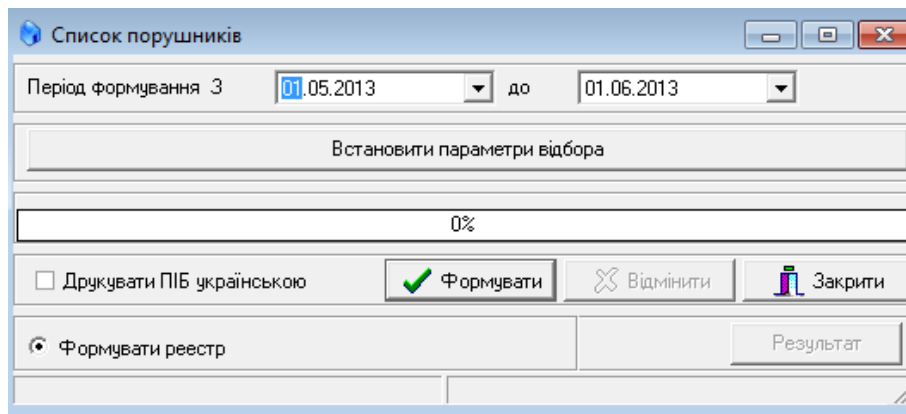 Список порушників
Період формування З 01.05.2013 до 01.06.2013
Встановити параметри відбора
0%
Друкувати ПІБ українською Формувати Відмінити Закрити
Формувати реестр Результат